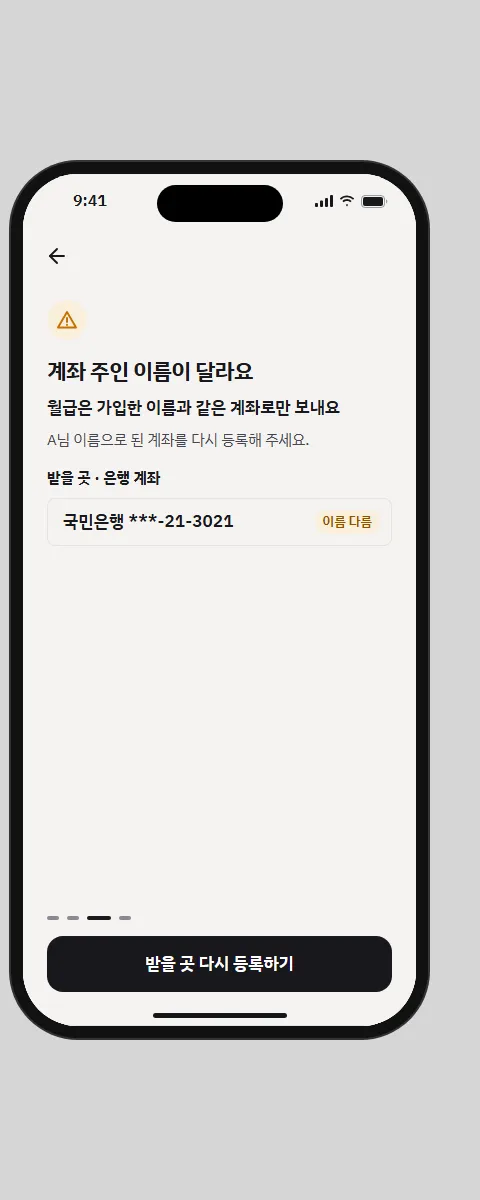 9:41
계좌 주인 이름이 달라요
월급은 가입한 이름과 같은 계좌로만 보내요
A님 이름으로 된 계좌를 다시 등록해 주세요.
받을 곳 · 은행 계좌
국민은행 ***-21-3021
이름 다름
받을 곳 다시 등록하기